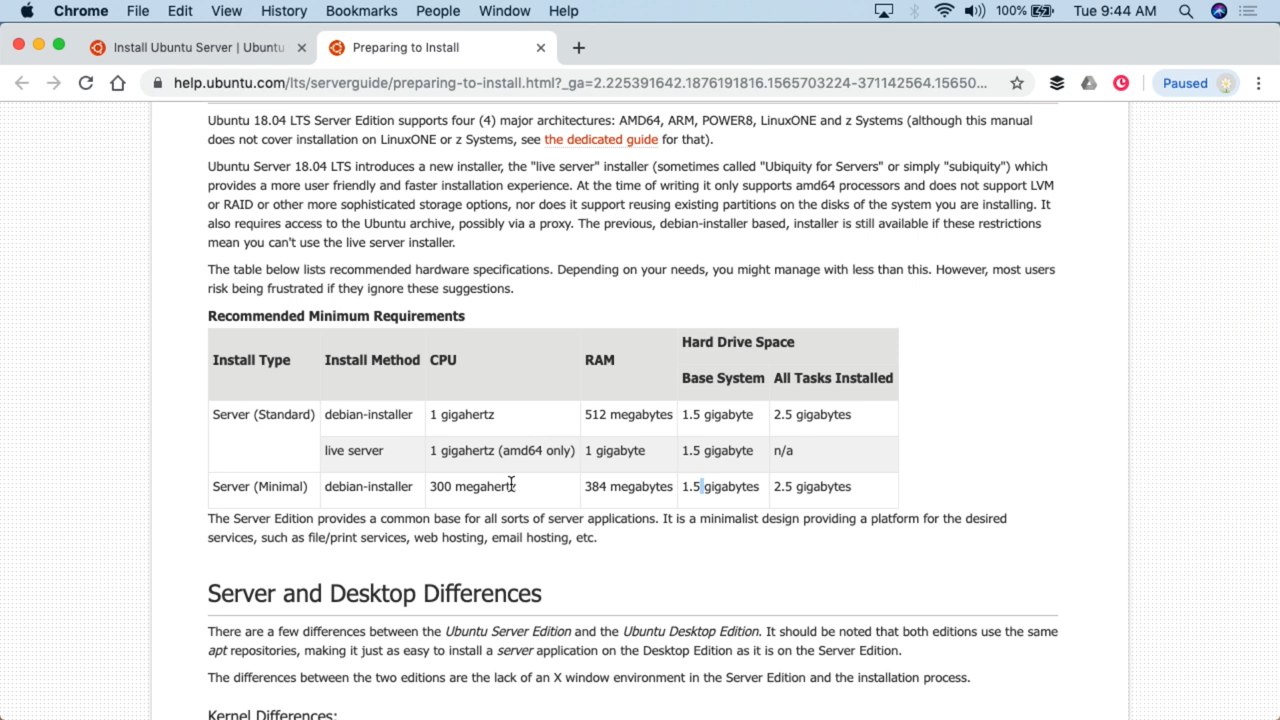 Chrome File Edit View History Bookmarks People Window Help 100% Tue 9:44 AM
Install Ubuntu Server | Ubuntu Preparing to Install
help.ubuntu.com/lts/serverguide/preparing-to-install.html?_ga=2.225391642.1876191816.1565703224-371142564.15650... Paused
Ubuntu 18.04 LTS Server Edition supports four (4) major architectures: AMD64, ARM, POWER8, LinuxONE and z Systems (although this manual
does not cover installation on LinuxONE or z Systems, see the dedicated guide for that).
Ubuntu Server 18.04 LTS introduces a new installer, the "live server" installer (sometimes called "Ubiquity for Servers" or simply "subiquity") which
provides a more user friendly and faster installation experience. At the time of writing it only supports amd64 processors and does not support LVM
or RAID or other more sophisticated storage options, nor does it support reusing existing partitions on the disks of the system you are installing. It
also requires access to the Ubuntu archive, possibly via a proxy. The previous, debian-installer based, installer is still available if these restrictions
mean you can't use the live server installer.
The table below lists recommended hardware specifications. Depending on your needs, you might manage with less than this. However, most users
risk being frustrated if they ignore these suggestions.
Recommended Minimum Requirements
Hard Drive Space
Install Type Install Method CPU RAM
Base System All Tasks Installed
Server (Standard) debian-installer 1 gigahertz 512 megabytes 1.5 gigabyte 2.5 gigabytes
live server 1 gigahertz (amd64 only) 1 gigabyte 1.5 gigabyte n/a
Server (Minimal) debian-installer 300 megahertz 384 megabytes 1.5 gigabytes 2.5 gigabytes
The Server Edition provides a common base for all sorts of server applications. It is a minimalist design providing a platform for the desired
services, such as file/print services, web hosting, email hosting, etc.
Server and Desktop Differences
There are a few differences between the Ubuntu Server Edition and the Ubuntu Desktop Edition. It should be noted that both editions use the same
apt repositories, making it just as easy to install a server application on the Desktop Edition as it is on the Server Edition.
The differences between the two editions are the lack of an X window environment in the Server Edition and the installation process.
Kernel Differences: